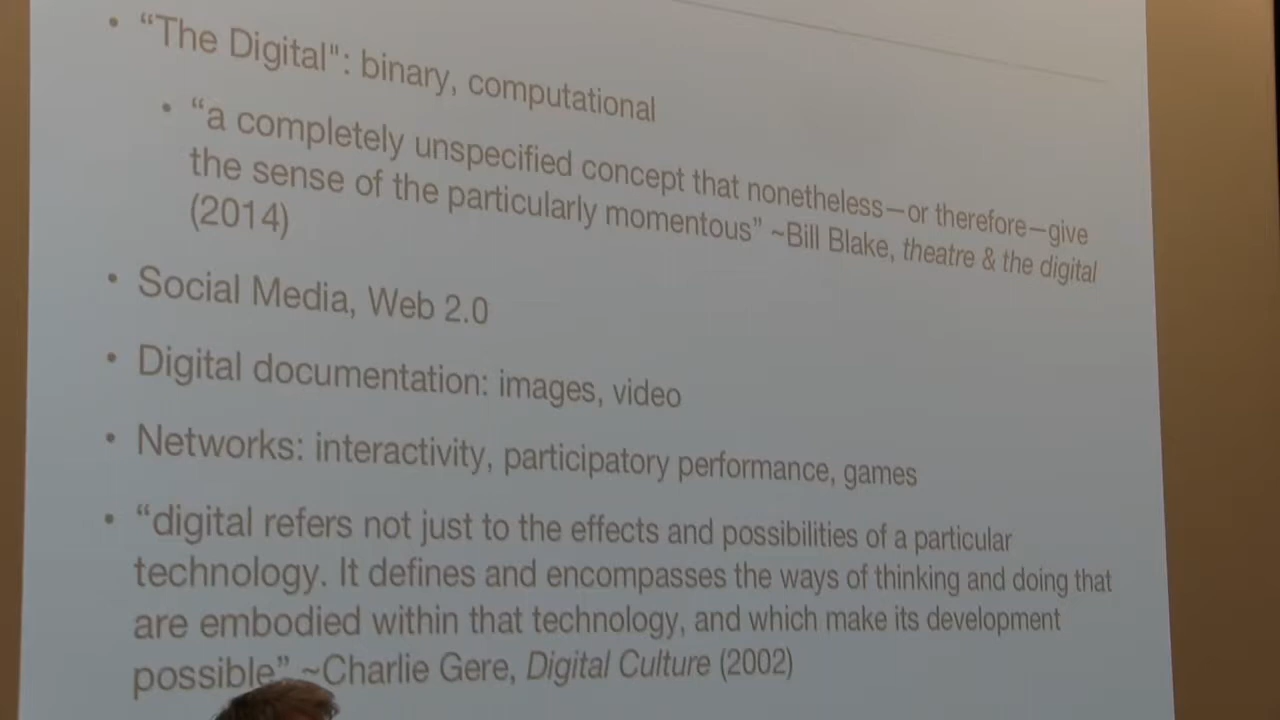 • “The Digital": binary, computational
• “a completely unspecified concept that nonetheless—or therefore—give
the sense of the particularly momentous” ~Bill Blake, theatre & the digital
(2014)
• Social Media, Web 2.0
• Digital documentation: images, video
• Networks: interactivity, participatory performance, games
• “digital refers not just to the effects and possibilities of a particular
technology. It defines and encompasses the ways of thinking and doing that
are embodied within that technology, and which make its development
possible” ~Charlie Gere, Digital Culture (2002)